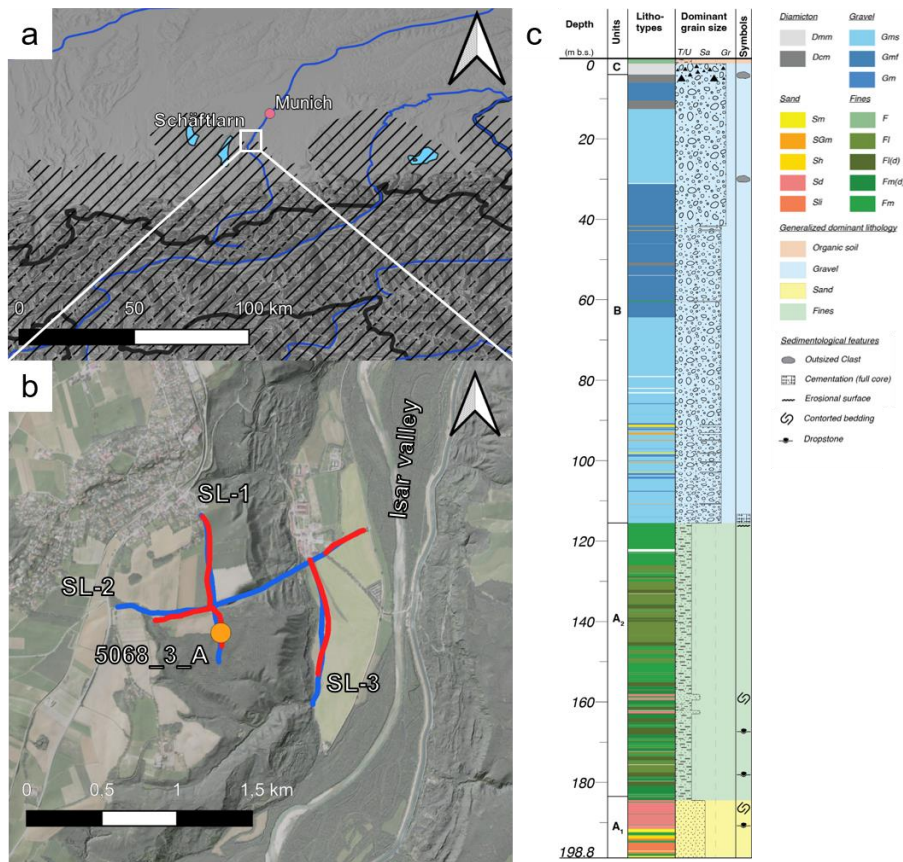 a
Munich
Schäftlarn
0
50
100 km
b
SL-1
SL-2
5068_3_A
SL-3
Isar valley
0
0.5
1
1,5 km
c
Depth
(m b.s.)
Units
Litho-
types
Dominant
grain size
T/U Sa Gr
Symbols
0
20
40
60
80
100
120
140
160
180
198.8
C
B
A₂
A₁
Diamicton
Dmm
Dcm
Gravel
Gms
Gmf
Gm
Sand
Sm
SGm
Sh
Sd
Sli
Fines
F
Fl
Fl(d)
Fm(d)
Fm
Generalized dominant lithology
Organic soil
Gravel
Sand
Fines
Sedimentological features
Outsized Clast
Cementation (full core)
Erosional surface
Contorted bedding
Dropstone